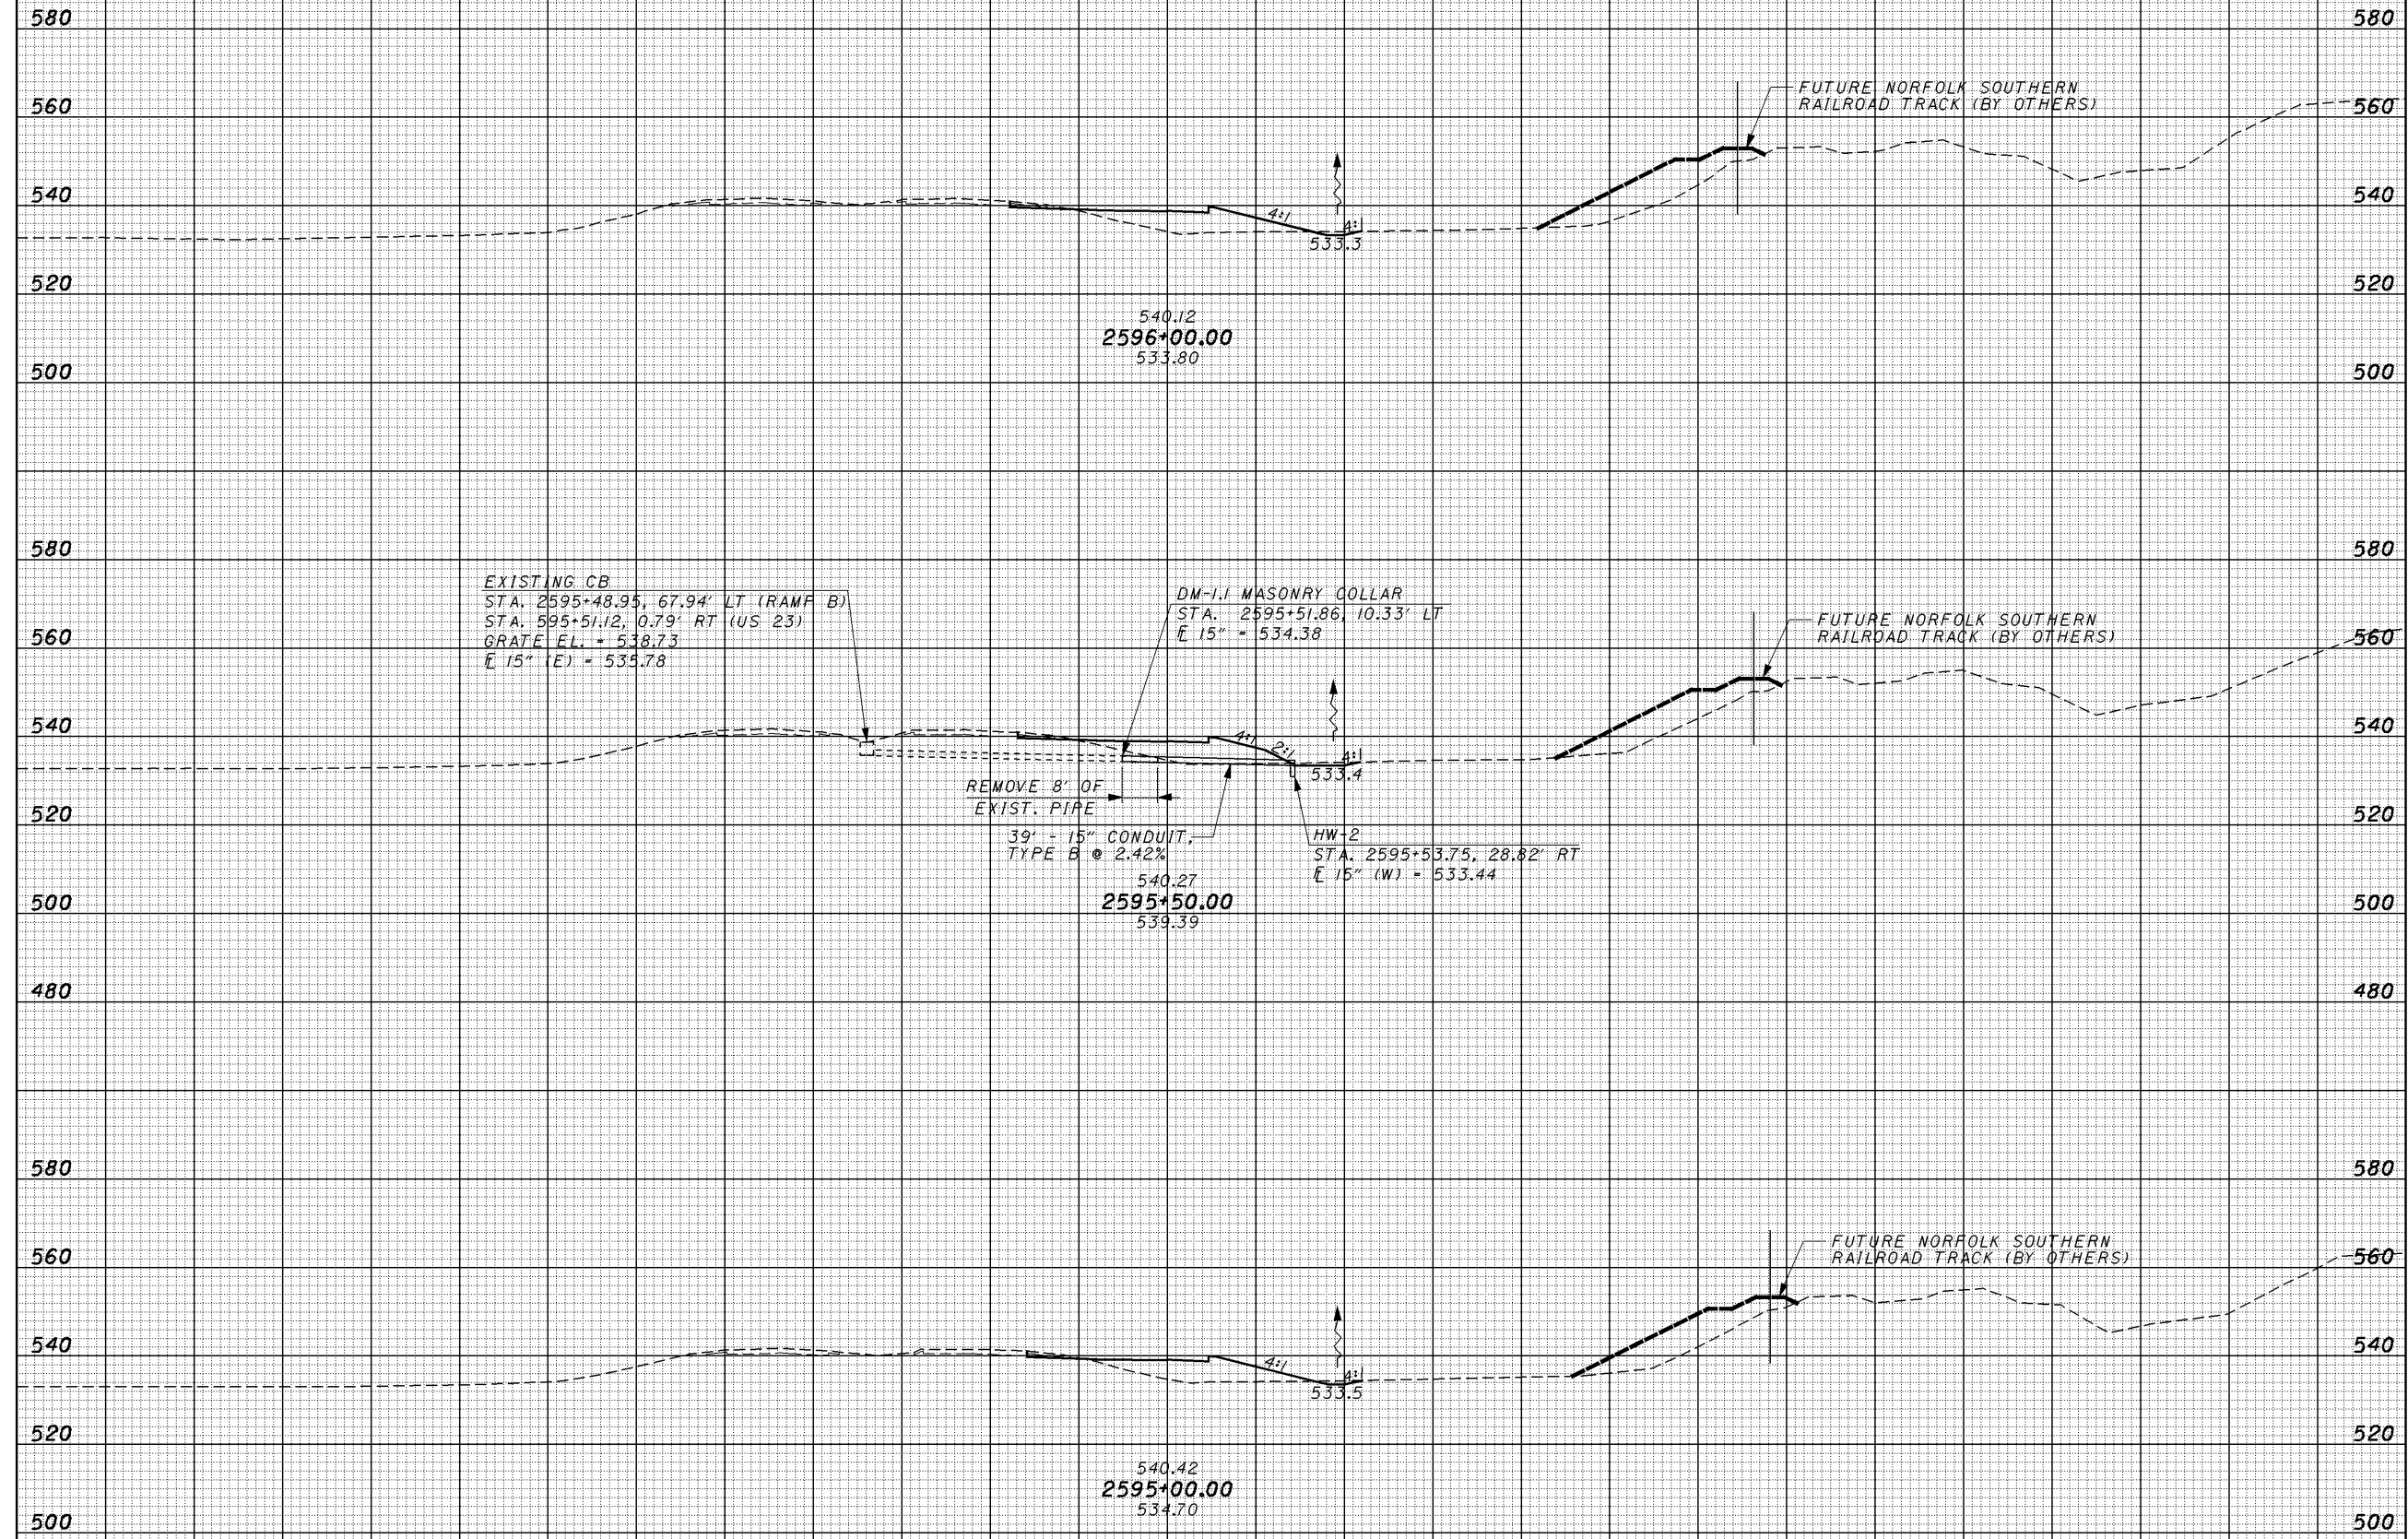 580 580
FUTURE NORFOLK SOUTHERN
RAILROAD TRACK (BY OTHERS)
560 560
540 540
4:1 4:1
533.3
520 520
540.12
2596+00.00
533.80
500 500
580 580
EXISTING CB
STA. 2595+48.95, 67.94' LT (RAMP B)
STA. 595+51.12, 0.79' RT (US 23)
GRATE EL. = 538.73
℄ 15" (E) = 535.78
DM-1.1 MASONRY COLLAR
STA. 2595+51.86, 10.33' LT
℄ 15" = 534.38
FUTURE NORFOLK SOUTHERN
RAILROAD TRACK (BY OTHERS)
560 560
540 540
4:1 2:1 4:1
533.4
REMOVE 8' OF
EXIST. PIPE
520 520
39' - 15" CONDUIT,
TYPE B @ 2.42%
HW-2
STA. 2595+53.75, 28.82' RT
℄ 15" (W) = 533.44
540.27
2595+50.00
539.39
500 500
480 480
580 580
FUTURE NORFOLK SOUTHERN
RAILROAD TRACK (BY OTHERS)
560 560
540 540
4:1 4:1
533.5
520 520
540.42
2595+00.00
534.70
500 500